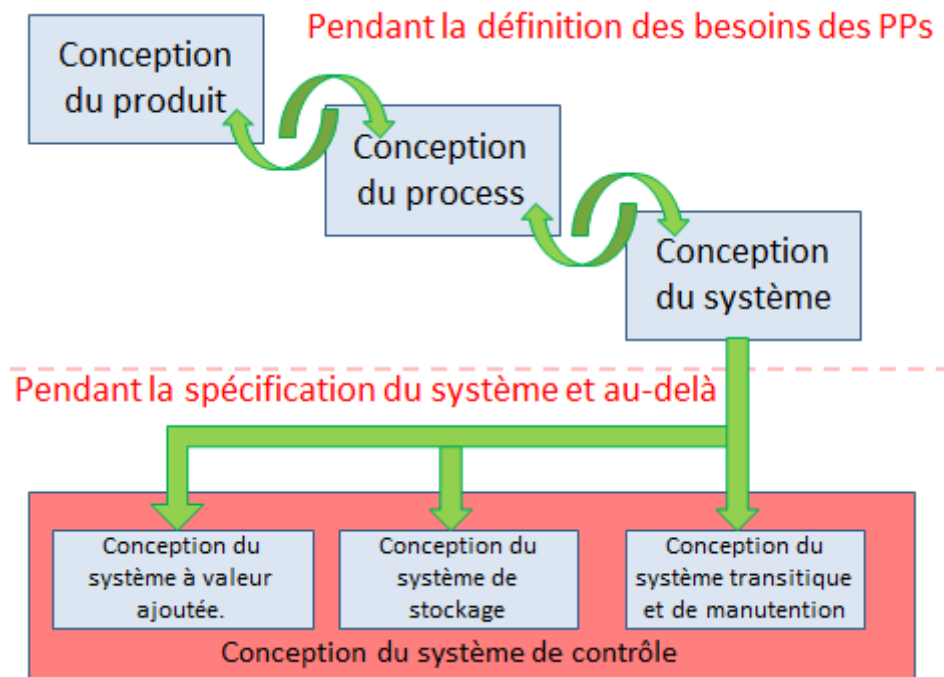 Pendant la définition des besoins des PPs
Conception
du produit
Conception
du process
Conception
du système
Pendant la spécification du système et au-delà
Conception du
système à valeur
ajoutée.
Conception du
système de
stockage
Conception du
système transitique
et de manutention
Conception du système de contrôle